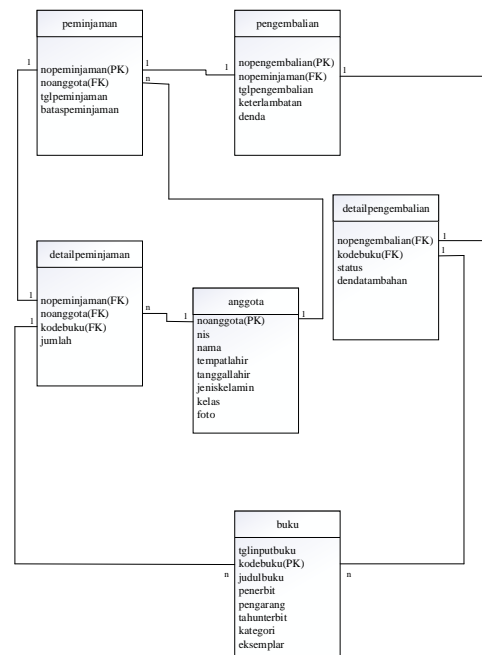 peminjaman
nopeminjaman(PK)
noanggota(FK)
tglpeminjaman
bataspeminjaman
pengembalian
nopengembalian(PK)
nopeminjaman(FK)
tglpengembalian
keterlambatan
denda
1
1
n
1
1
detailpengembalian
nopengembalian(FK)
kodebuku(FK)
status
dendatambahan
1
1
detailpeminjaman
nopeminjaman(FK)
noanggota(FK)
kodebuku(FK)
jumlah
1
1
n
1
1
anggota
noanggota(PK)
nis
nama
tempatlahir
tanggallahir
jeniskelamin
kelas
foto
buku
tglinputbuku
kodebuku(PK)
judulbuku
penerbit
pengarang
tahunterbit
kategori
eksemplar
n
n